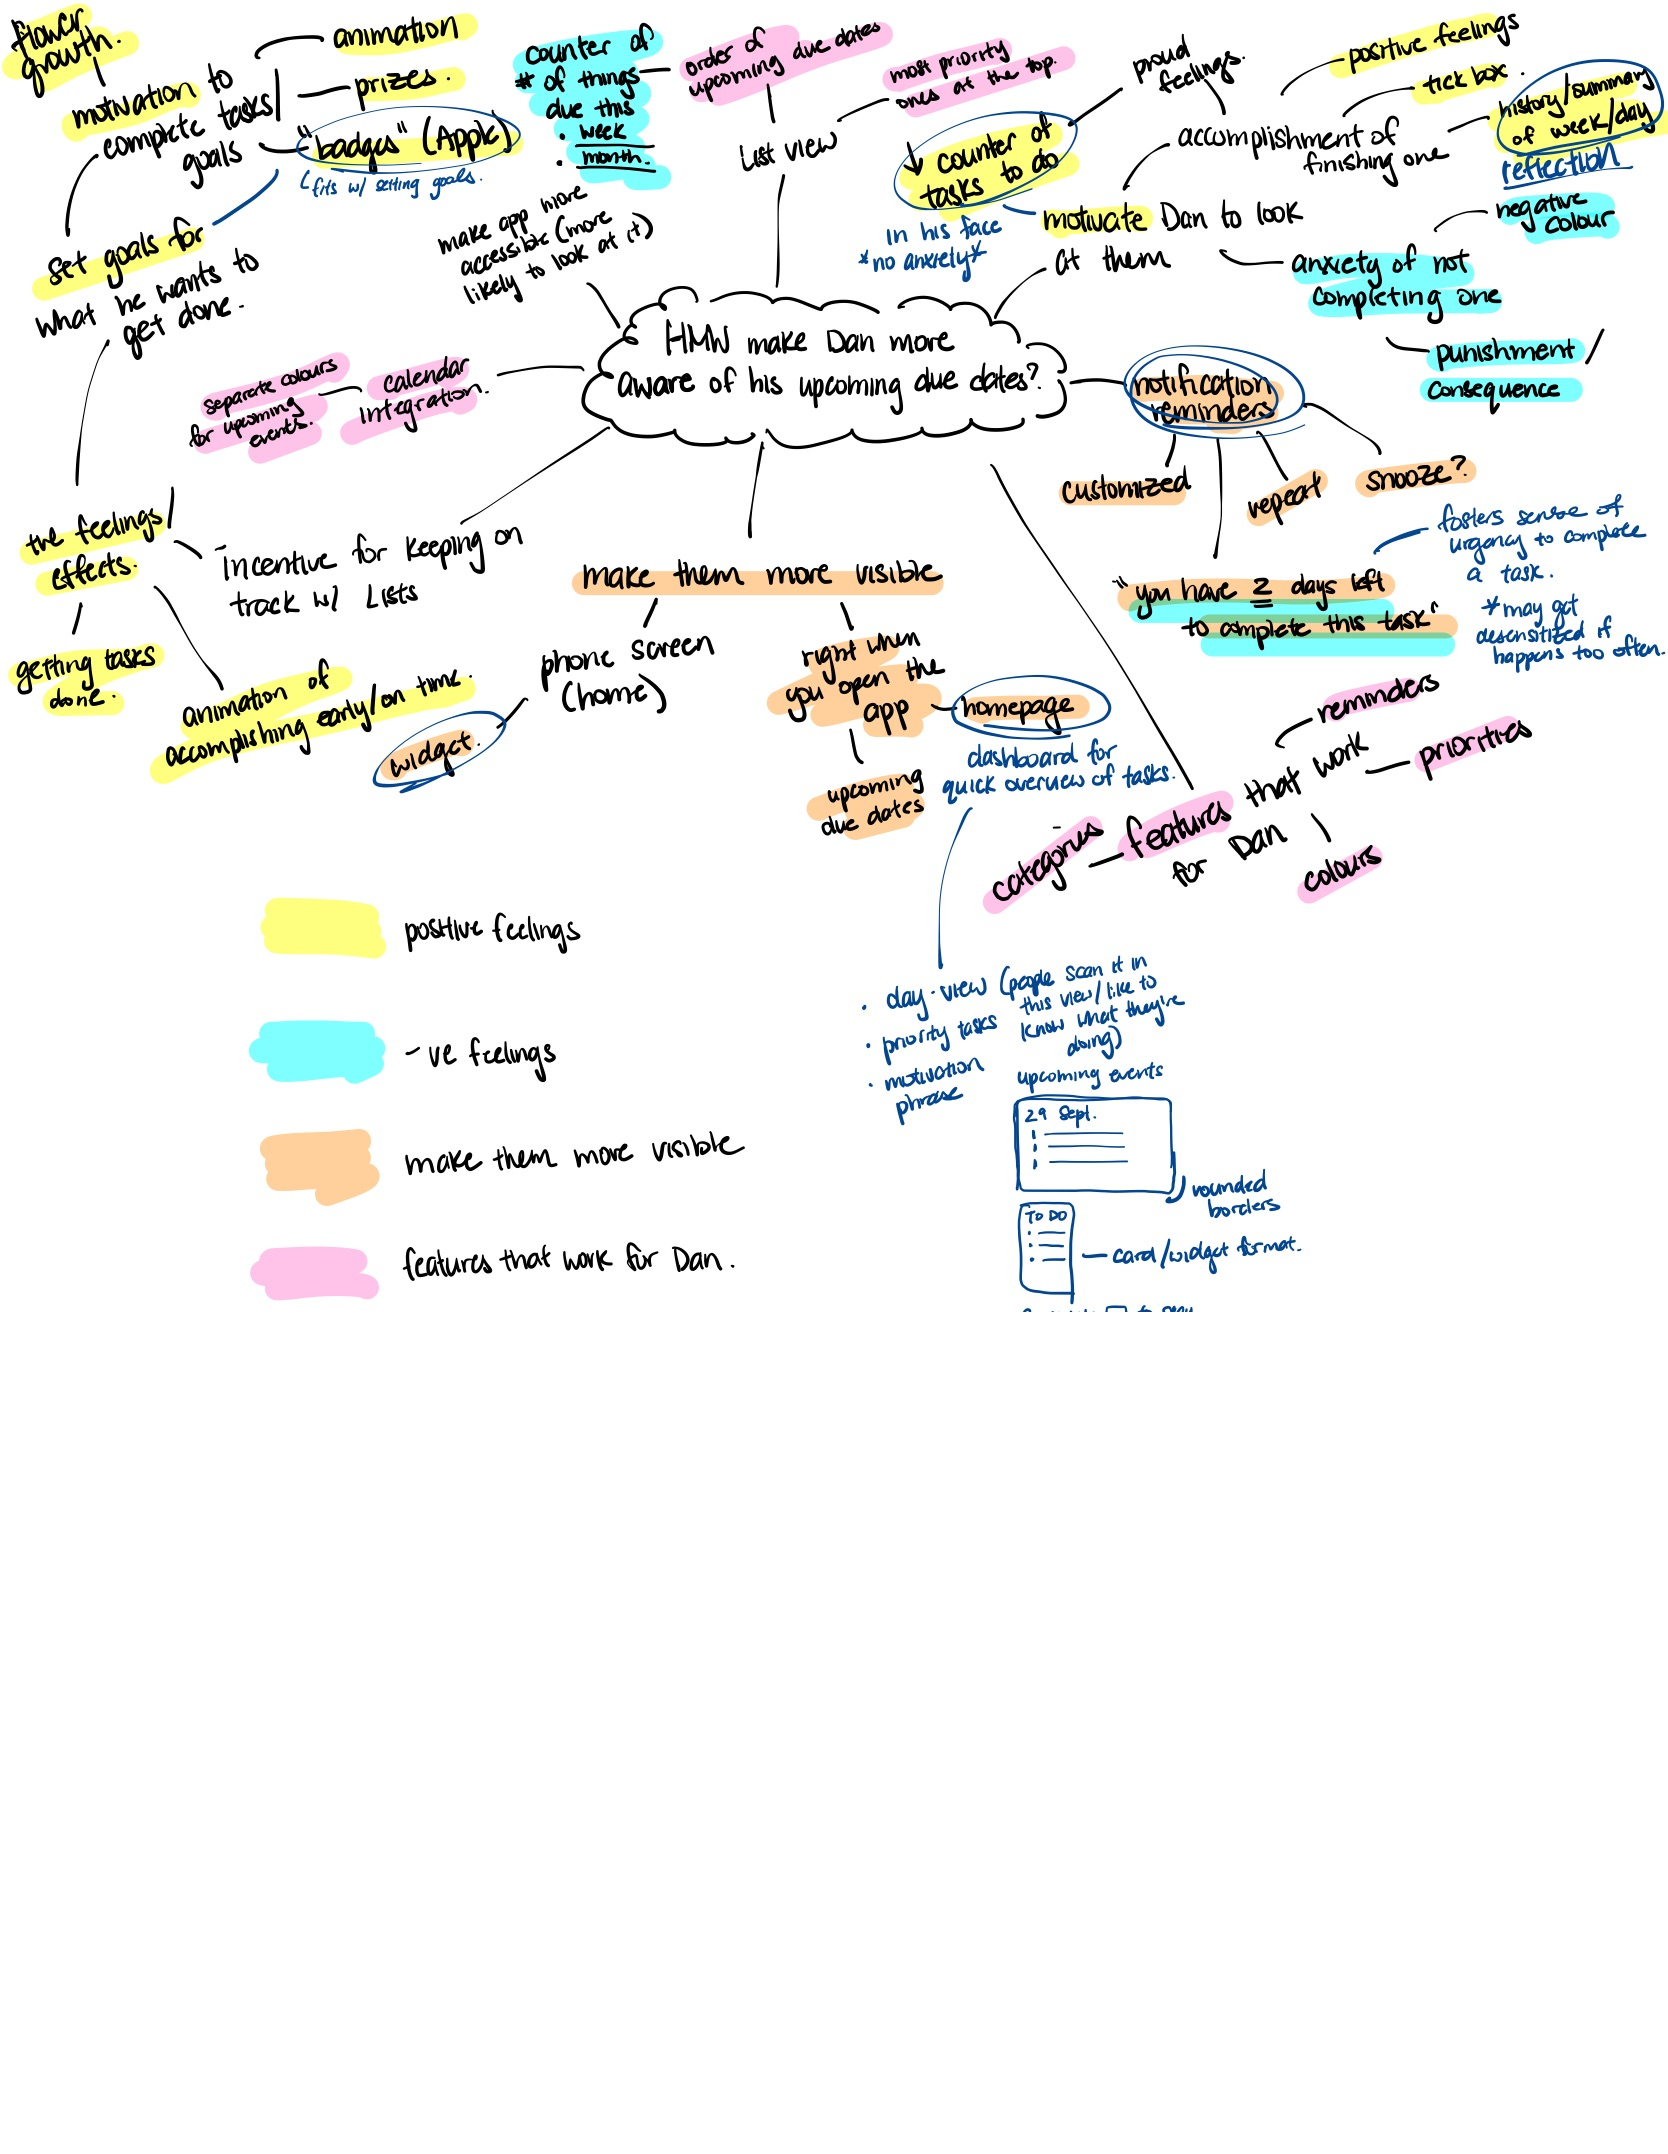 flower
growth.
motivation to
complete tasks/
goals
animation
prizes.
"badges" (Apple)
(fits w/ setting goals.
set goals for
what he wants to
get done.
counter of
# of things
due this
• week
• month.
order of
upcoming due dates
List view
most priority
ones at the top.
make app more
accessible (more
likely to look at it)
↓ counter of
tasks to do
in his face
*no anxiety*
proud
feelings.
positive feelings
tick box.
history/summary
of week/day
reflection
accomplishment of
finishing one
motivate Dan to look
at them
negative
colour
anxiety of not
completing one
punishment/
consequence
HMW make Dan more
aware of his upcoming due dates?
separate colours
for upcoming
events.
calendar
integration.
notification
reminders
customized
repeat
snooze?
"you have 2 days left
to complete this task"
fosters sense of
urgency to complete
a task.
*may get
desensitized if
happens too often.
the feelings/
effects.
getting tasks
done.
incentive for keeping on
track w/ Lists
animation of
accomplishing early/on time.
make them more visible
phone screen
(home)
widget.
right when
you open the
app
homepage
upcoming
due dates
dashboard for
quick overview of tasks.
reminders
priorities
categories
features that work
for Dan
colours
positive feelings
-ve feelings
make them more visible
features that work for Dan.
• day-view (people scan it in
this view/like to
know what they're
doing)
• priority tasks
• motivation
phrase
upcoming events
29 Sept.
rounded
borders
TO DO
card/widget format.